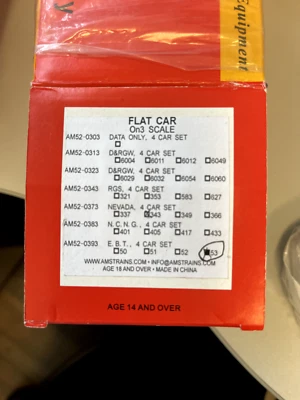 Equipment
FLAT CAR
On3 SCALE
AM52-0303 DATA ONLY, 4 CAR SET
AM52-0313 D&RGW, 4 CAR SET
6004 6011 6012 6049
AM52-0323 D&RGW, 4 CAR SET
6029 6032 6054 6060
AM52-0343 RGS, 4 CAR SET
321 353 583 627
AM52-0373 NEVADA, 4 CAR SET
337 343 349 366
AM52-0383 N.C.N.G, 4 CAR SET
401 405 417 433
AM52-0393 E.B.T., 4 CAR SET
50 51 52 53
WWW.AMSTRAINS.COM • INFO@AMSTRAINS.COM
AGE 18 AND OVER • MADE IN CHINA
AGE 14 AND OVER